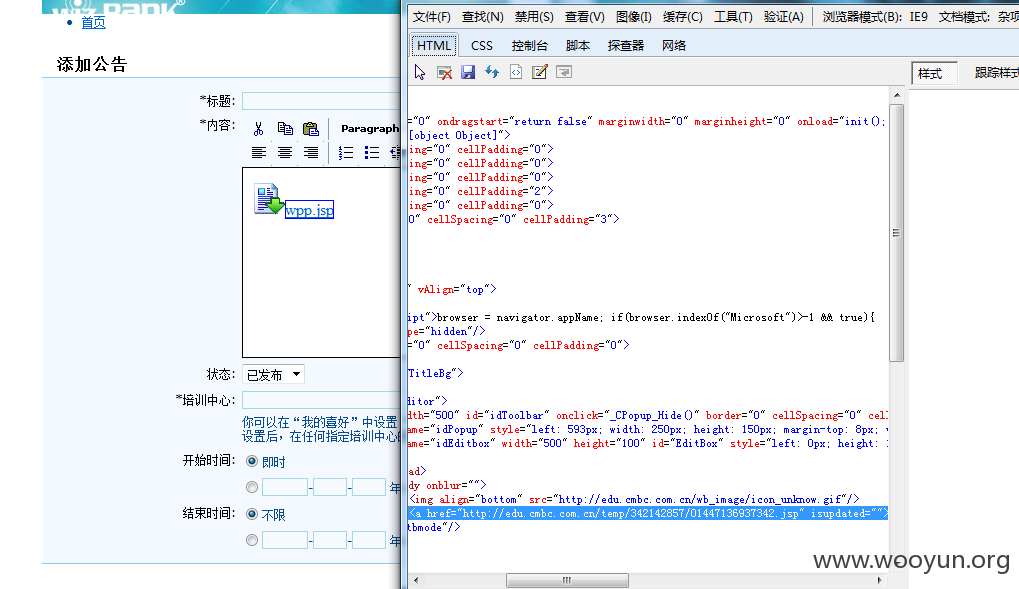 wizBank®
首页
添加公告
*标题:
*内容:
Paragraph
wpp.jsp
状态: 已发布
*培训中心:
你可以在“我的喜好”中设置
设置后，在任何指定培训中心的
开始时间: 即时
- - 年
结束时间: 不限
- - 年
文件(F) 查找(N) 禁用(S) 查看(V) 图像(I) 缓存(C) 工具(T) 验证(A) 浏览器模式(B): IE9 文档模式: 杂项
HTML CSS 控制台 脚本 探查器 网络
样式 跟踪样式
="0" ondragstart="return false" marginwidth="0" marginheight="0" onload="init();
[object Object]">
ing="0" cellPadding="0">
ing="0" cellPadding="0">
ing="0" cellPadding="0">
ing="0" cellPadding="2">
ing="0" cellPadding="0">
0" cellSpacing="0" cellPadding="3">
" vAlign="top">
ipt">browser = navigator.appName; if(browser.indexOf("Microsoft")>-1 && true){
pe="hidden"/>
="0" cellSpacing="0" cellPadding="0">
TitleBg">
ditor">
dth="500" id="idToolbar" onclick="_CPopup_Hide()" border="0" cellSpacing="0" cel
ame="idPopup" style="left: 593px; width: 250px; height: 150px; margin-top: 8px;
ame="idEditbox" width="500" height="100" id="EditBox" style="left: 0px; height:
ad>
dy onblur="">
<img align="bottom" src="http://edu.cmbc.com.cn/wb_image/icon_unknow.gif"/>
<a href="http://edu.cmbc.com.cn/temp/342142857/01447136937342.jsp" isupdated="">
tbmode"/>
www.wooyun.org